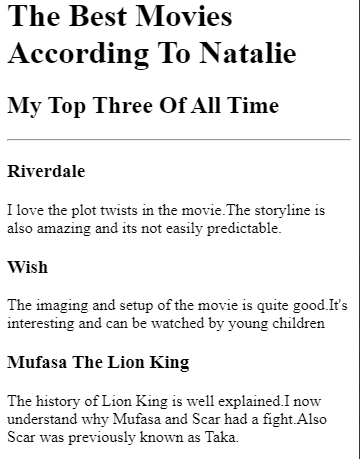 The Best Movies
According To Natalie
My Top Three Of All Time
Riverdale
I love the plot twists in the movie.The storyline is
also amazing and its not easily predictable.
Wish
The imaging and setup of the movie is quite good.It's
interesting and can be watched by young children
Mufasa The Lion King
The history of Lion King is well explained.I now
understand why Mufasa and Scar had a fight.Also
Scar was previously known as Taka.